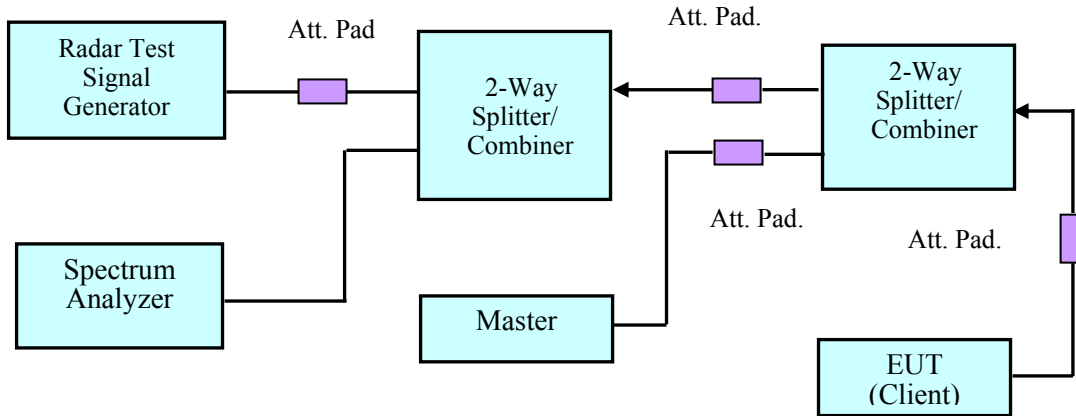 Radar Test
Signal
Generator
Att. Pad
2-Way
Splitter/
Combiner
Att. Pad.
2-Way
Splitter/
Combiner
Att. Pad.
Att. Pad.
Spectrum
Analyzer
Master
EUT
(Client)